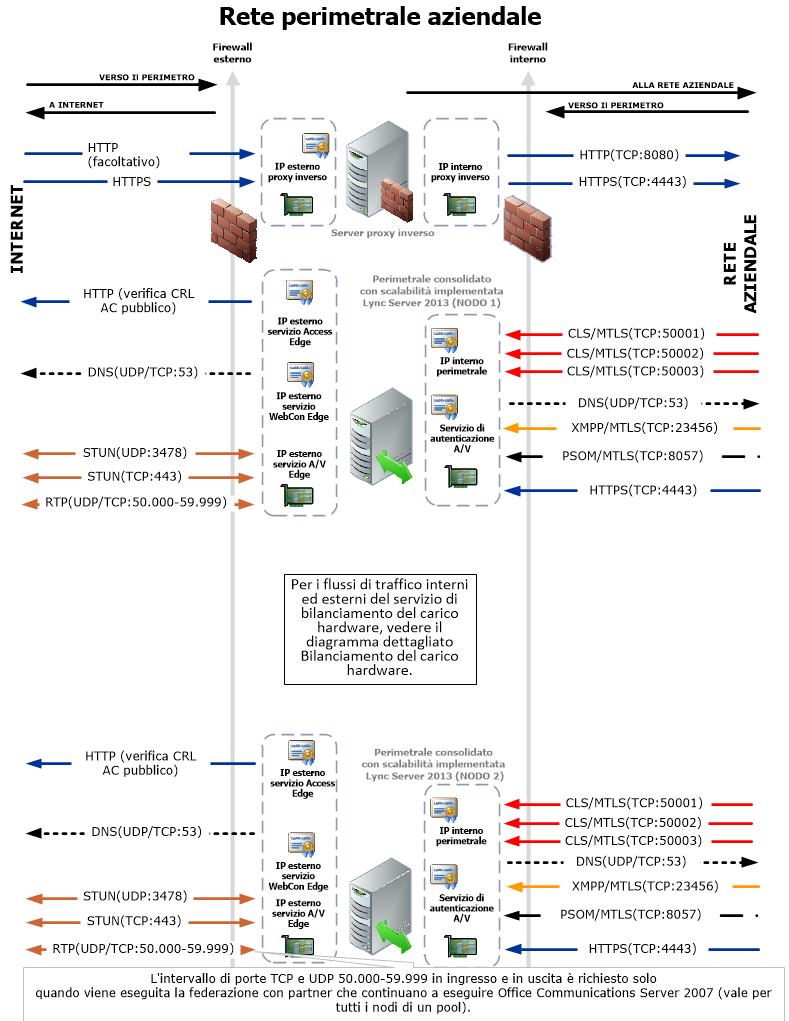 Rete perimetrale aziendale
Firewall
esterno
Firewall
interno
VERSO Il PERIMETRO
ALLA RETE AZIENDALE
A INTERNET
VERSO IL PERIMETRO
HTTP
(facoltativo)
HTTPS
IP esterno
proxy inverso
IP interno
proxy inverso
HTTP(TCP:8080)
HTTPS(TCP:4443)
Server proxy inverso
INTERNET
RETE
AZIENDALE
Perimetrale consolidato
con scalabilità implementata
Lync Server 2013 (NODO 1)
HTTP (verifica CRL
AC pubblico)
IP esterno
servizio Access
Edge
DNS(UDP/TCP:53)
IP esterno
servizio
WebCon Edge
STUN(UDP:3478)
STUN(TCP:443)
RTP(UDP/TCP:50.000-59.999)
IP esterno
servizio A/V
Edge
IP interno
perimetrale
Servizio di
autenticazione
A/V
CLS/MTLS(TCP:50001)
CLS/MTLS(TCP:50002)
CLS/MTLS(TCP:50003)
DNS(UDP/TCP:53)
XMPP/MTLS(TCP:23456)
PSOM/MTLS(TCP:8057)
HTTPS(TCP:4443)
Per i flussi di traffico interni
ed esterni del servizio di
bilanciamento del carico
hardware, vedere il
diagramma dettagliato
Bilanciamento del carico
hardware.
Perimetrale consolidato
con scalabilità implementata
Lync Server 2013 (NODO 2)
HTTP (verifica CRL
AC pubblico)
IP esterno
servizio Access
Edge
DNS(UDP/TCP:53)
IP esterno
servizio
WebCon Edge
STUN(UDP:3478)
STUN(TCP:443)
RTP(UDP/TCP:50.000-59.999)
IP esterno
servizio A/V
Edge
IP interno
perimetrale
Servizio di
autenticazione
A/V
CLS/MTLS(TCP:50001)
CLS/MTLS(TCP:50002)
CLS/MTLS(TCP:50003)
DNS(UDP/TCP:53)
XMPP/MTLS(TCP:23456)
PSOM/MTLS(TCP:8057)
HTTPS(TCP:4443)
L'intervallo di porte TCP e UDP 50.000-59.999 in ingresso e in uscita è richiesto solo
quando viene eseguita la federazione con partner che continuano a eseguire Office Communications Server 2007 (vale per
tutti i nodi di un pool).